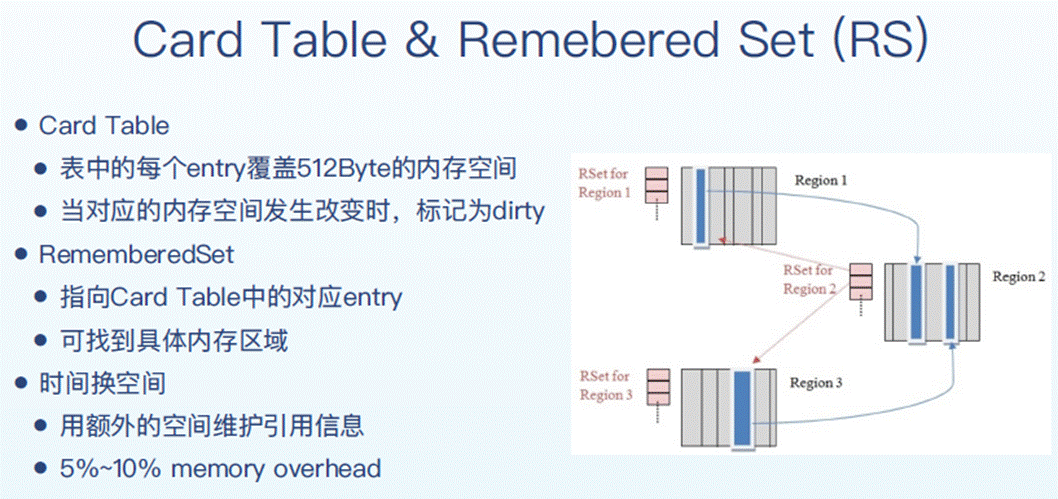 Card Table & Remebered Set (RS)
Card Table
表中的每个entry覆盖512Byte的内存空间
当对应的内存空间发生改变时，标记为dirty
RememberedSet
指向Card Table中的对应entry
可找到具体内存区域
时间换空间
用额外的空间维护引用信息
5%~10% memory overhead
RSet for
Region 1
Region 1
RSet for
Region 2
Region 2
RSet for
Region 3
Region 3